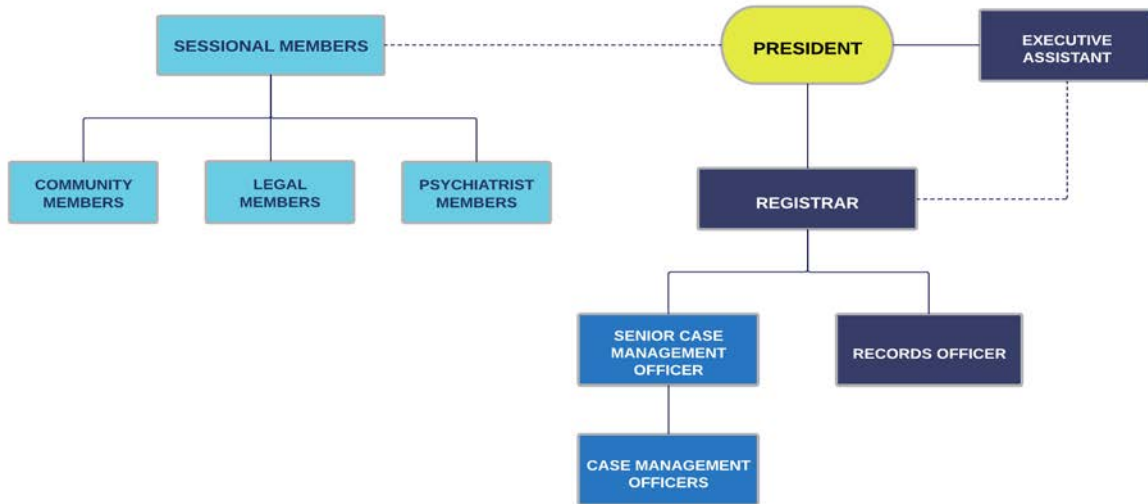 SESSIONAL MEMBERS
PRESIDENT
EXECUTIVE
ASSISTANT
COMMUNITY
MEMBERS
LEGAL
MEMBERS
PSYCHIATRIST
MEMBERS
REGISTRAR
SENIOR CASE
MANAGEMENT
OFFICER
RECORDS OFFICER
CASE MANAGEMENT
OFFICERS